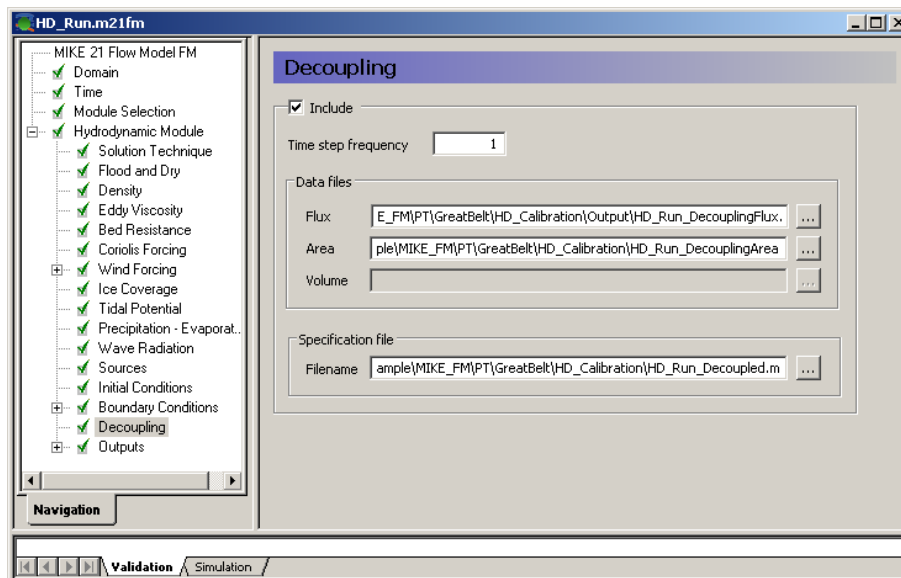 HD_Run.m21fm
MIKE 21 Flow Model FM
Domain
Time
Module Selection
Hydrodynamic Module
Solution Technique
Flood and Dry
Density
Eddy Viscosity
Bed Resistance
Coriolis Forcing
Wind Forcing
Ice Coverage
Tidal Potential
Precipitation - Evaporat..
Wave Radiation
Sources
Initial Conditions
Boundary Conditions
Decoupling
Outputs
Navigation
Decoupling
Include
Time step frequency 1
Data files
Flux E_FM\PT\GreatBelt\HD_Calibration\Output\HD_Run_DecouplingFlux. ...
Area ple\MIKE_FM\PT\GreatBelt\HD_Calibration\HD_Run_DecouplingArea ...
Volume ...
Specification file
Filename ample\MIKE_FM\PT\GreatBelt\HD_Calibration\HD_Run_Decoupled.m ...
Validation Simulation